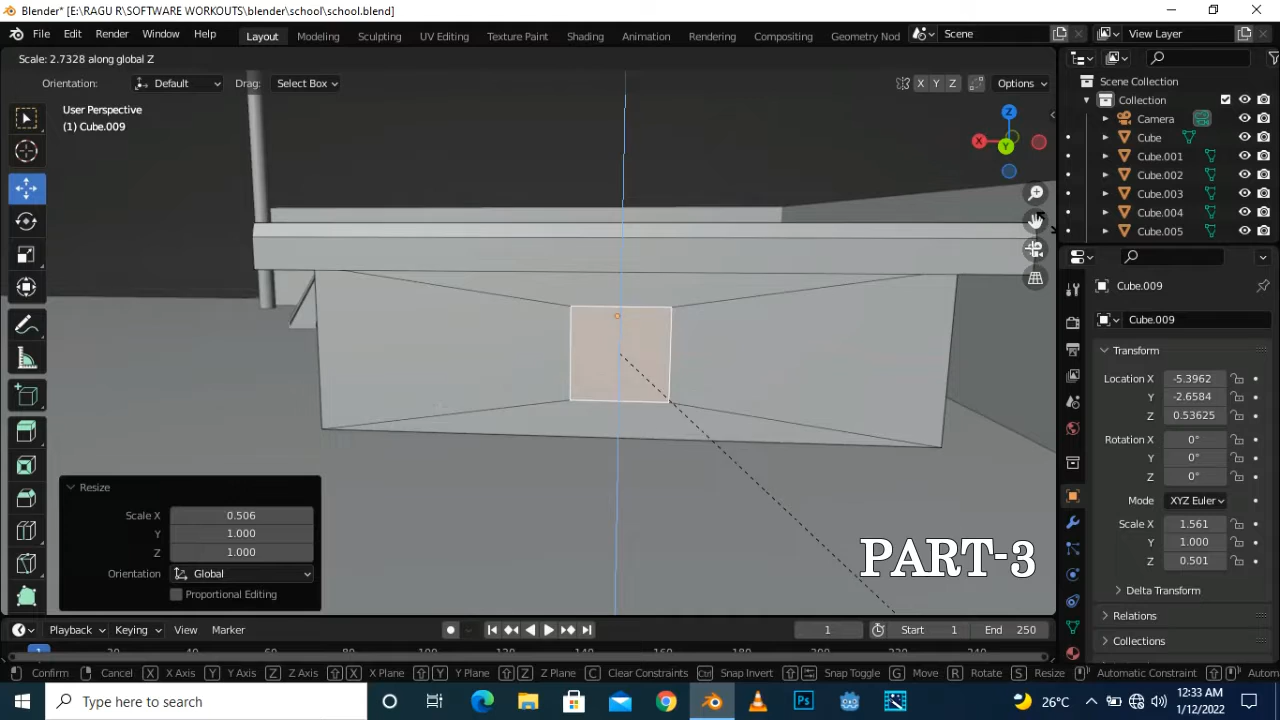 Blender* [E:\RAGU R\SOFTWARE WORKOUTS\blender\school\school.blend]
File Edit Render Window Help Layout Modeling Sculpting UV Editing Texture Paint Shading Animation Rendering Compositing Geometry Nod Scene View Layer
Scale: 2.7328 along global Z
Orientation: Default Drag: Select Box X Y Z Options
User Perspective
(1) Cube.009
Z
X
Y
Scene Collection
Collection
Camera
Cube
Cube.001
Cube.002
Cube.003
Cube.004
Cube.005
Cube.009
Cube.009
Transform
Location X -5.3962
Y -2.6584
Z 0.53625
Rotation X 0°
Y 0°
Z 0°
Mode XYZ Euler
Scale X 1.561
Y 1.000
Z 0.501
Delta Transform
Relations
Collections
Resize
Scale X 0.506
Y 1.000
Z 1.000
Orientation Global
Proportional Editing
PART-3
Playback Keying View Marker 1 Start 1 End 250
Confirm Cancel X X Axis Y Y Axis Z Z Axis X X Plane Y Y Plane Z Z Plane C Clear Constraints Snap Invert Snap Toggle G Move R Rotate S Resize Automatic Constraint Autom
Type here to search
26°C
12:33 AM
1/12/2022